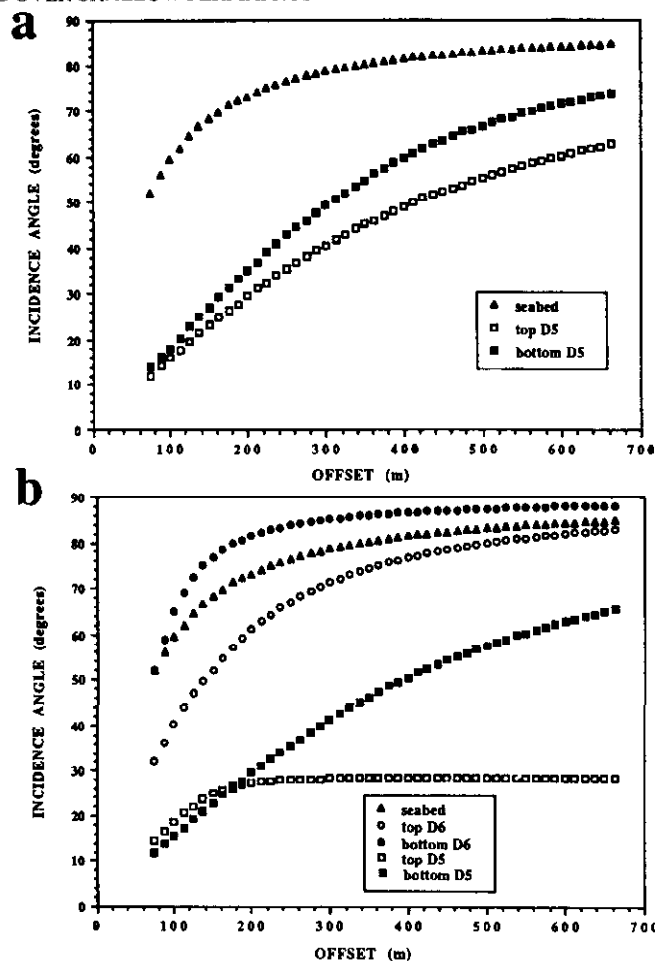 a
INCIDENCE ANGLE (degrees)
90
80
70
60
50
40
30
20
10
0
seabed
top D5
bottom D5
0 100 200 300 400 500 600 700
OFFSET (m)
b
INCIDENCE ANGLE (degrees)
90
80
70
60
50
40
30
20
10
0
seabed
top D6
bottom D6
top D5
bottom D5
0 100 200 300 400 500 600 700
OFFSET (m)